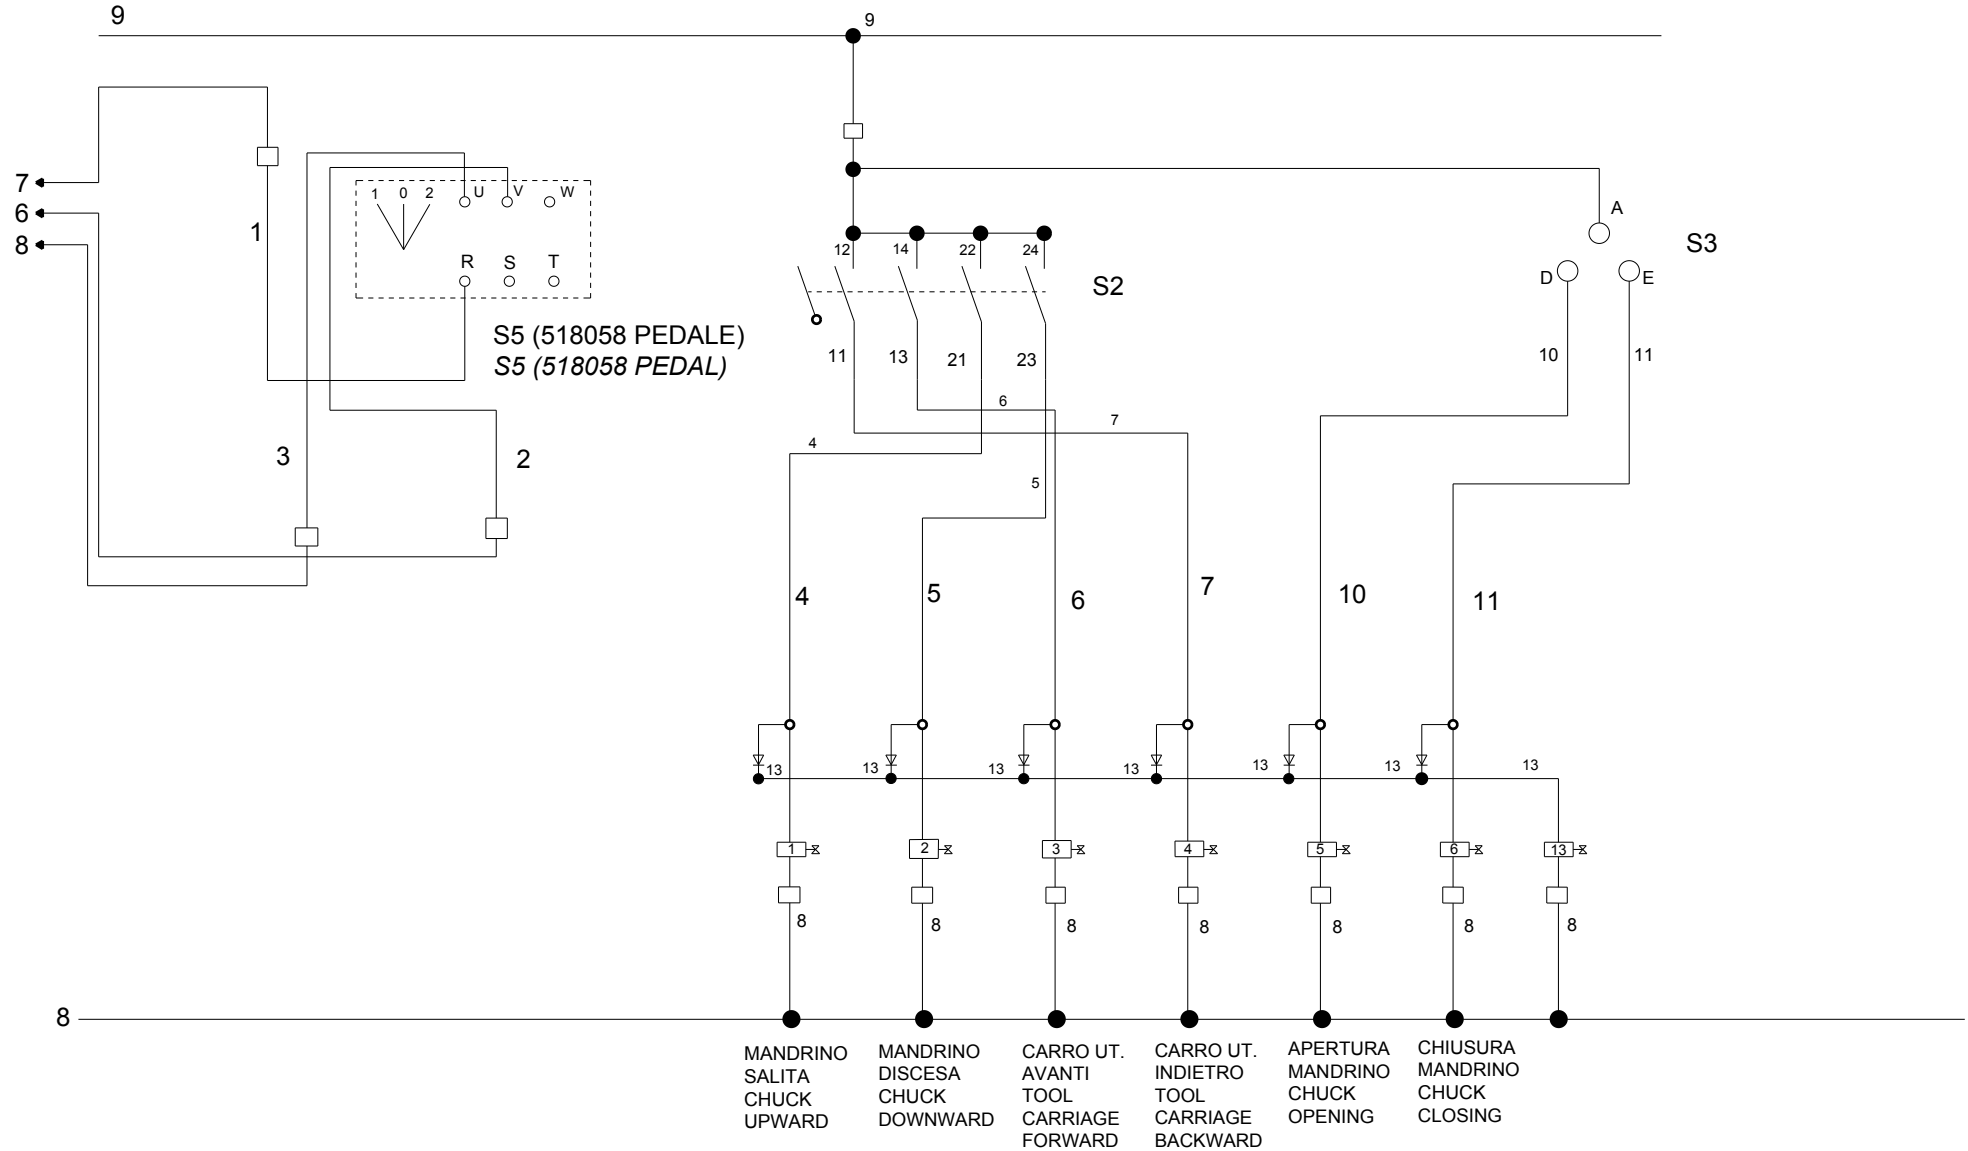 9
9
7
6
8
1
1 0 2
U
V
W
R
S
T
S5 (518058 PEDALE)
S5 (518058 PEDAL)
3
2
12
14
22
24
S2
11
13
21
23
6
7
4
5
A
S3
D
E
10
11
4
5
6
7
10
11
13
13
13
13
13
13
13
1
2
3
4
5
6
13
8
8
8
8
8
8
8
8
MANDRINO
SALITA
CHUCK
UPWARD
MANDRINO
DISCESA
CHUCK
DOWNWARD
CARRO UT.
AVANTI
TOOL
CARRIAGE
FORWARD
CARRO UT.
INDIETRO
TOOL
CARRIAGE
BACKWARD
APERTURA
MANDRINO
CHUCK
OPENING
CHIUSURA
MANDRINO
CHUCK
CLOSING